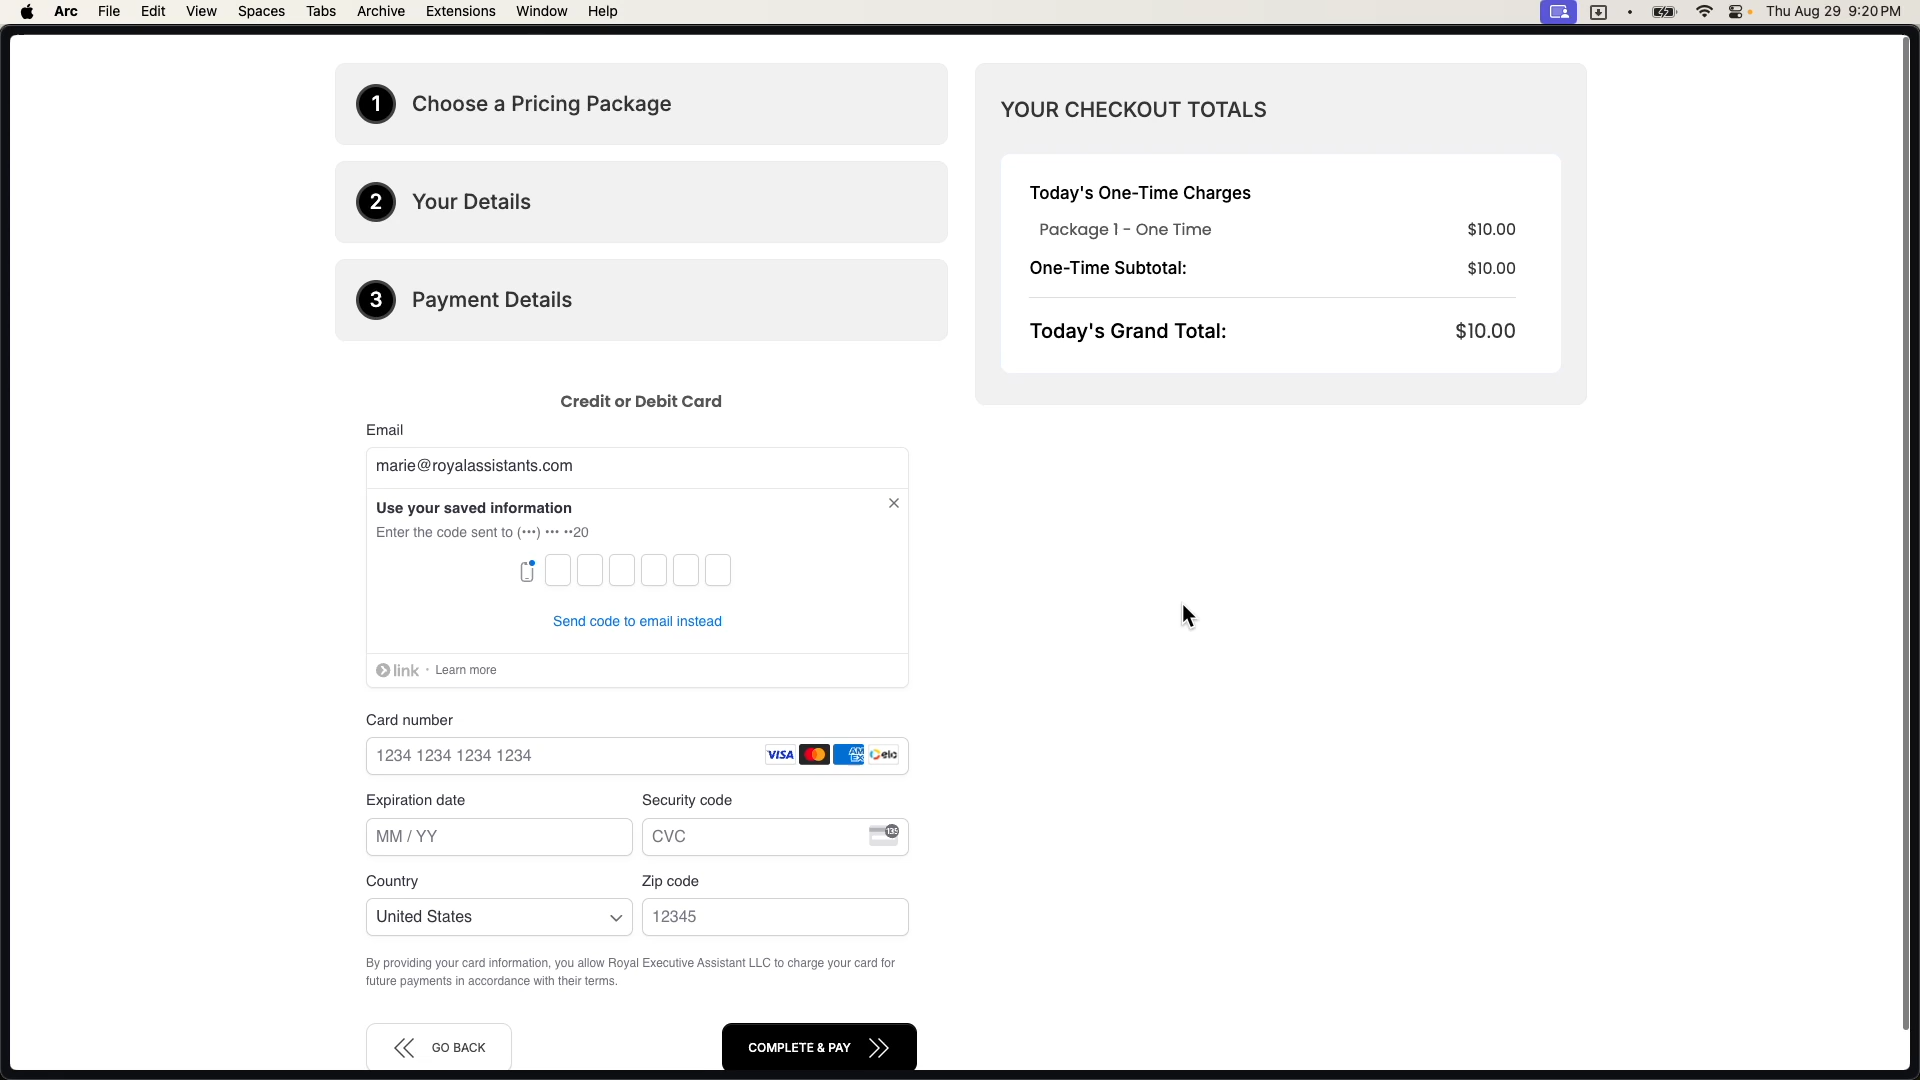 Arc File Edit View Spaces Tabs Archive Extensions Window Help Thu Aug 29 9:20 PM
1 Choose a Pricing Package
2 Your Details
3 Payment Details
YOUR CHECKOUT TOTALS
Today's One-Time Charges
Package 1 - One Time $10.00
One-Time Subtotal: $10.00
Today's Grand Total: $10.00
Credit or Debit Card
Email
marie@royalassistants.com
Use your saved information
Enter the code sent to (•••) ••• ••20
Send code to email instead
link · Learn more
Card number
1234 1234 1234 1234 VISA AMEX elo
Expiration date Security code
MM / YY CVC 135
Country Zip code
United States 12345
By providing your card information, you allow Royal Executive Assistant LLC to charge your card for
future payments in accordance with their terms.
GO BACK COMPLETE & PAY